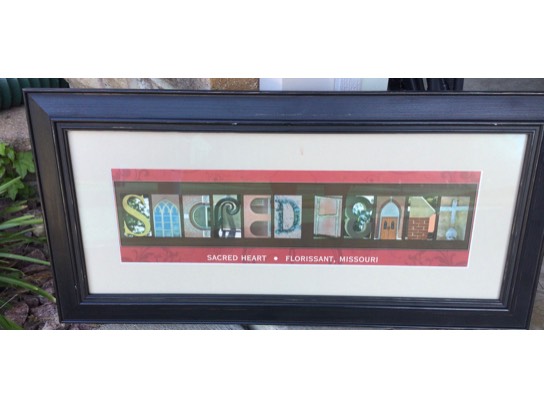 SACRED HEART
SACRED HEART • FLORISSANT, MISSOURI